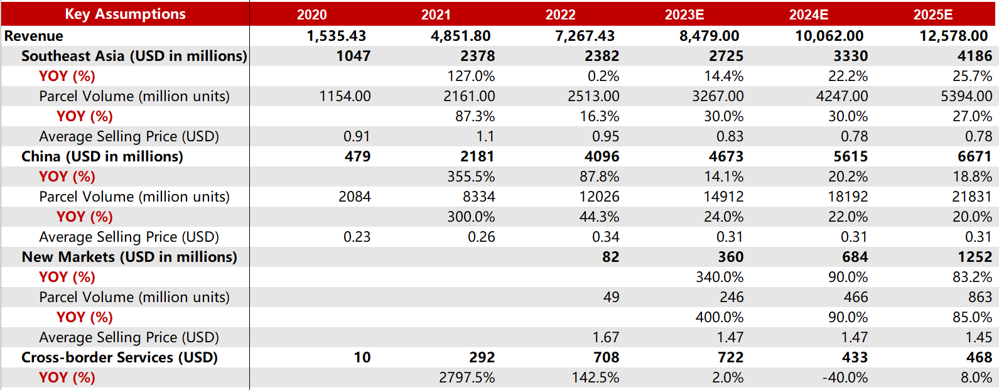 Key Assumptions 2020 2021 2022 2023E 2024E 2025E
Revenue 1,535.43 4,851.80 7,267.43 8,479.00 10,062.00 12,578.00
Southeast Asia (USD in millions) 1047 2378 2382 2725 3330 4186
YOY (%) 127.0% 0.2% 14.4% 22.2% 25.7%
Parcel Volume (million units) 1154.00 2161.00 2513.00 3267.00 4247.00 5394.00
YOY (%) 87.3% 16.3% 30.0% 30.0% 27.0%
Average Selling Price (USD) 0.91 1.1 0.95 0.83 0.78 0.78
China (USD in millions) 479 2181 4096 4673 5615 6671
YOY (%) 355.5% 87.8% 14.1% 20.2% 18.8%
Parcel Volume (million units) 2084 8334 12026 14912 18192 21831
YOY (%) 300.0% 44.3% 24.0% 22.0% 20.0%
Average Selling Price (USD) 0.23 0.26 0.34 0.31 0.31 0.31
New Markets (USD in millions) 82 360 684 1252
YOY (%) 340.0% 90.0% 83.2%
Parcel Volume (million units) 49 246 466 863
YOY (%) 400.0% 90.0% 85.0%
Average Selling Price (USD) 1.67 1.47 1.47 1.45
Cross-border Services (USD) 10 292 708 722 433 468
YOY (%) 2797.5% 142.5% 2.0% -40.0% 8.0%